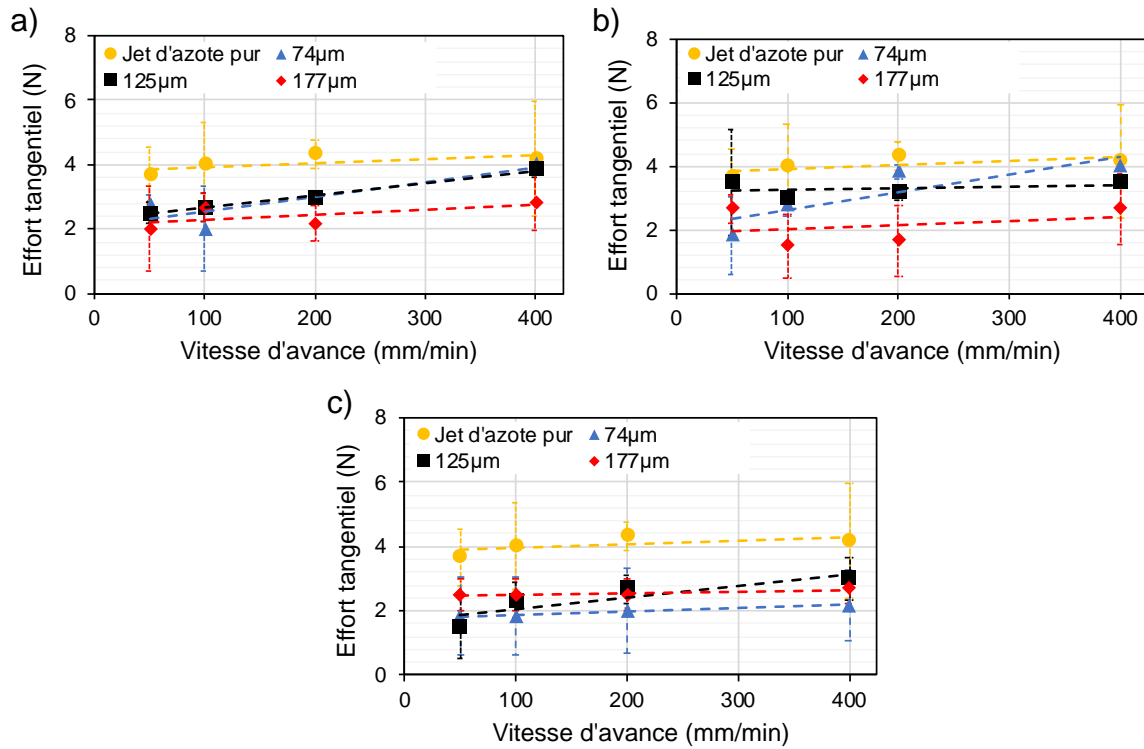 a)
Jet d'azote pur 74µm
125µm 177µm
Effort tangentiel (N)
8
6
4
2
0
0 100 200 300 400
Vitesse d'avance (mm/min)
b)
Jet d'azote pur 74µm
125µm 177µm
Effort tangentiel (N)
8
6
4
2
0
0 100 200 300 400
Vitesse d'avance (mm/min)
c)
Jet d'azote pur 74µm
125µm 177µm
Effort tangentiel (N)
8
6
4
2
0
0 100 200 300 400
Vitesse d'avance (mm/min)